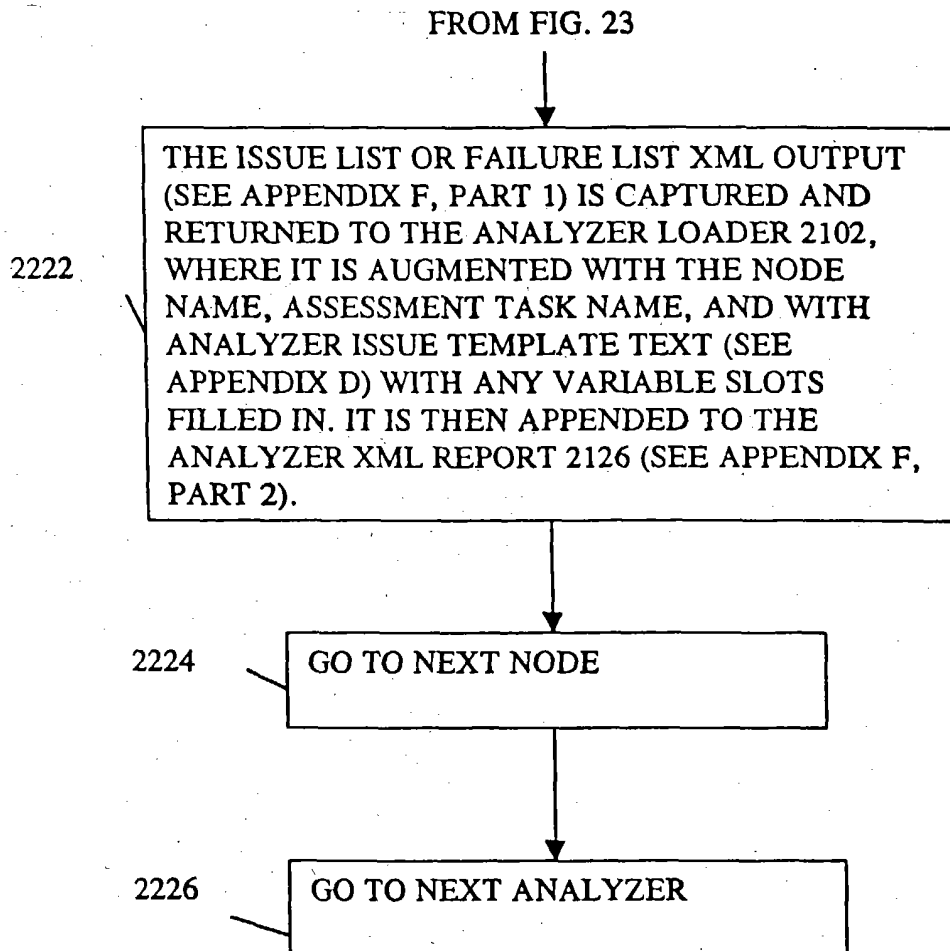 FROM FIG. 23
THE ISSUE LIST OR FAILURE LIST XML OUTPUT
(SEE APPENDIX F, PART 1) IS CAPTURED AND
RETURNED TO THE ANALYZER LOADER 2102,
WHERE IT IS AUGMENTED WITH THE NODE
NAME, ASSESSMENT TASK NAME, AND WITH
ANALYZER ISSUE TEMPLATE TEXT (SEE
APPENDIX D) WITH ANY VARIABLE SLOTS
FILLED IN. IT IS THEN APPENDED TO THE
ANALYZER XML REPORT 2126 (SEE APPENDIX F,
PART 2).
2222
2224
GO TO NEXT NODE
2226
GO TO NEXT ANALYZER